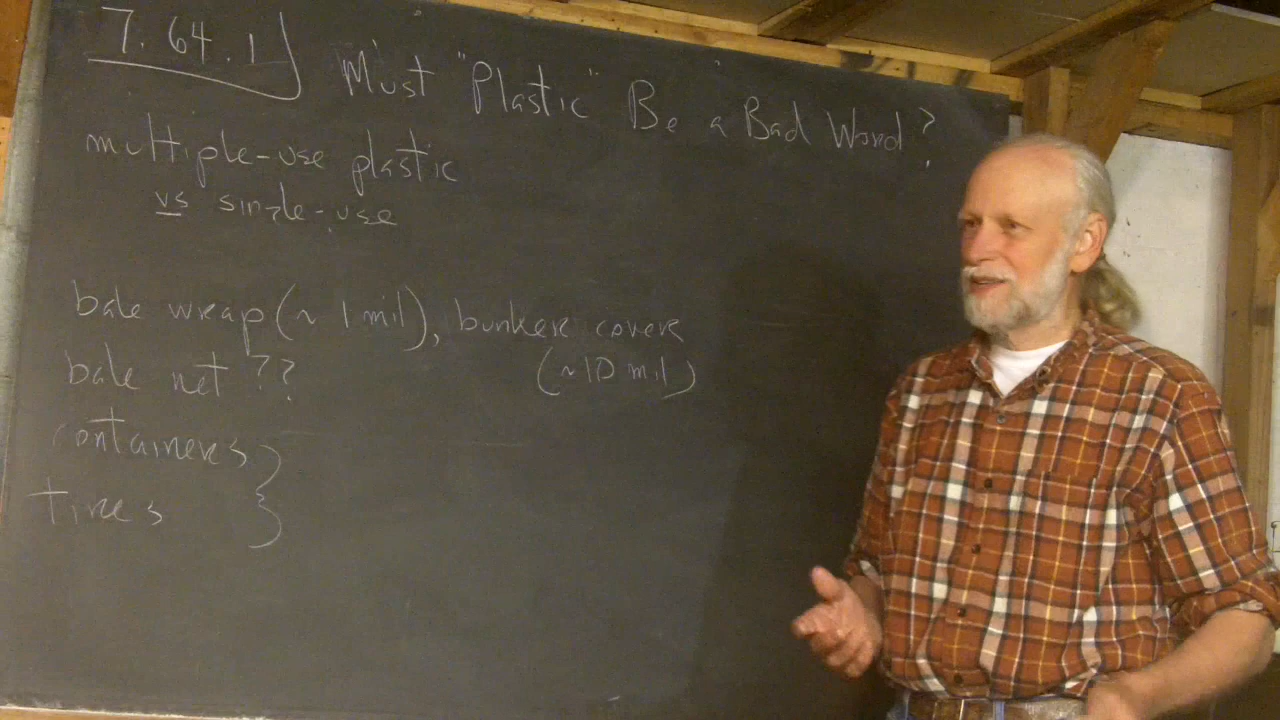 7.64.1 Must "Plastic" Be a Bad Word?
multiple-use plastic
vs single-use
bale wrap (~ 1 mil), bunker cover
(~10 mil)
bale net ??
containers
tires